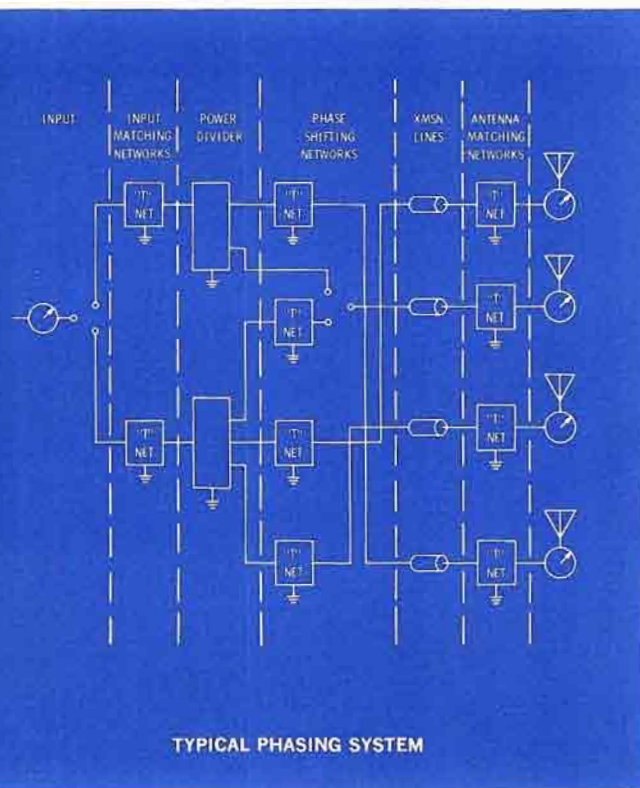 INPUT
INPUT
MATCHING
NETWORKS
POWER
DIVIDER
PHASE
SHIFTING
NETWORKS
XMSN
LINES
ANTENNA
MATCHING
NETWORKS
"T"
NET
"T"
NET
"T"
NET
"T"
NET
"T"
NET
"T"
NET
"T"
NET
"T"
NET
"T"
NET
"T"
NET
TYPICAL PHASING SYSTEM